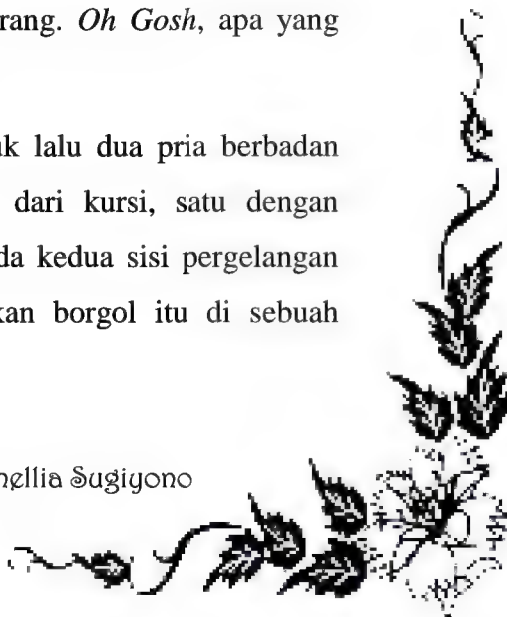 rang. Oh Gosh, apa yang
uk lalu dua pria berbadan
dari kursi, satu dengan
da kedua sisi pergelangan
kan borgol itu di sebuah
nellia Sugiyono